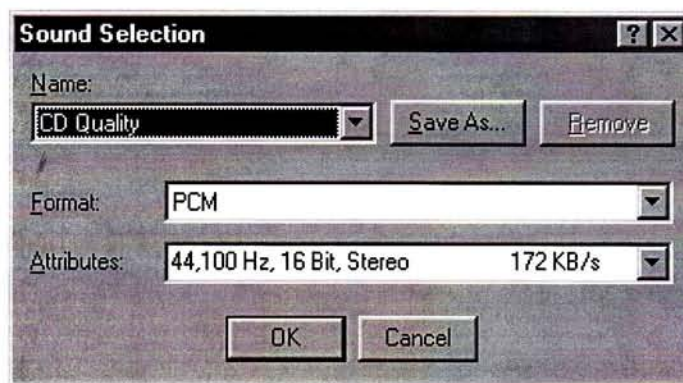 Sound Selection
Name:
CD Quality
Save As...
Remove
Format:
PCM
Attributes:
44,100 Hz, 16 Bit, Stereo 172 KB/s
OK
Cancel